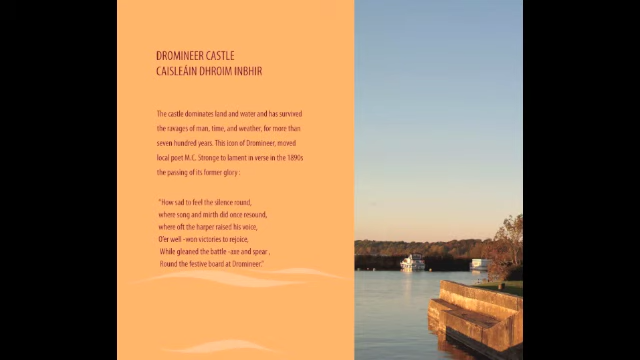 DROMINEER CASTLE
CAISLEÁIN DHROIM INBHIR
The castle dominates land and water and has survived
the ravages of man, time, and weather, for more than
seven hundred years. This icon of Dromineer, moved
local poet M.C. Stronge to lament in verse in the 1890s
the passing of its former glory:
"How sad to feel the silence round,
where song and mirth did once resound,
where oft the harper raised his voice,
O'er well -won victories to rejoice,
While gleaned the battle -axe and spear ,
Round the festive board at Dromineer."